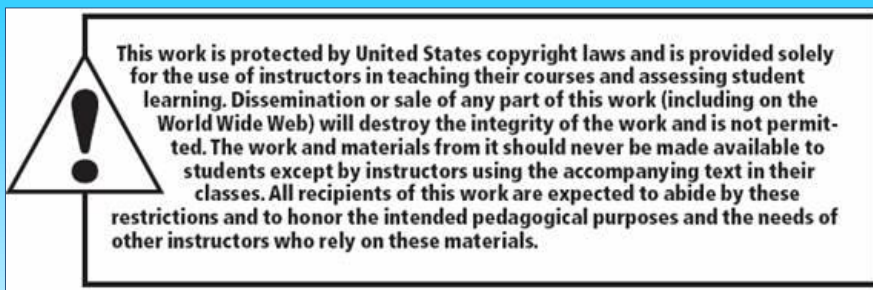 This work is protected by United States copyright laws and is provided solely
for the use of instructors in teaching their courses and assessing student
learning. Dissemination or sale of any part of this work (including on the
World Wide Web) will destroy the integrity of the work and is not permit-
ted. The work and materials from it should never be made available to
students except by instructors using the accompanying text in their
classes. All recipients of this work are expected to abide by these
restrictions and to honor the intended pedagogical purposes and the needs of
other instructors who rely on these materials.